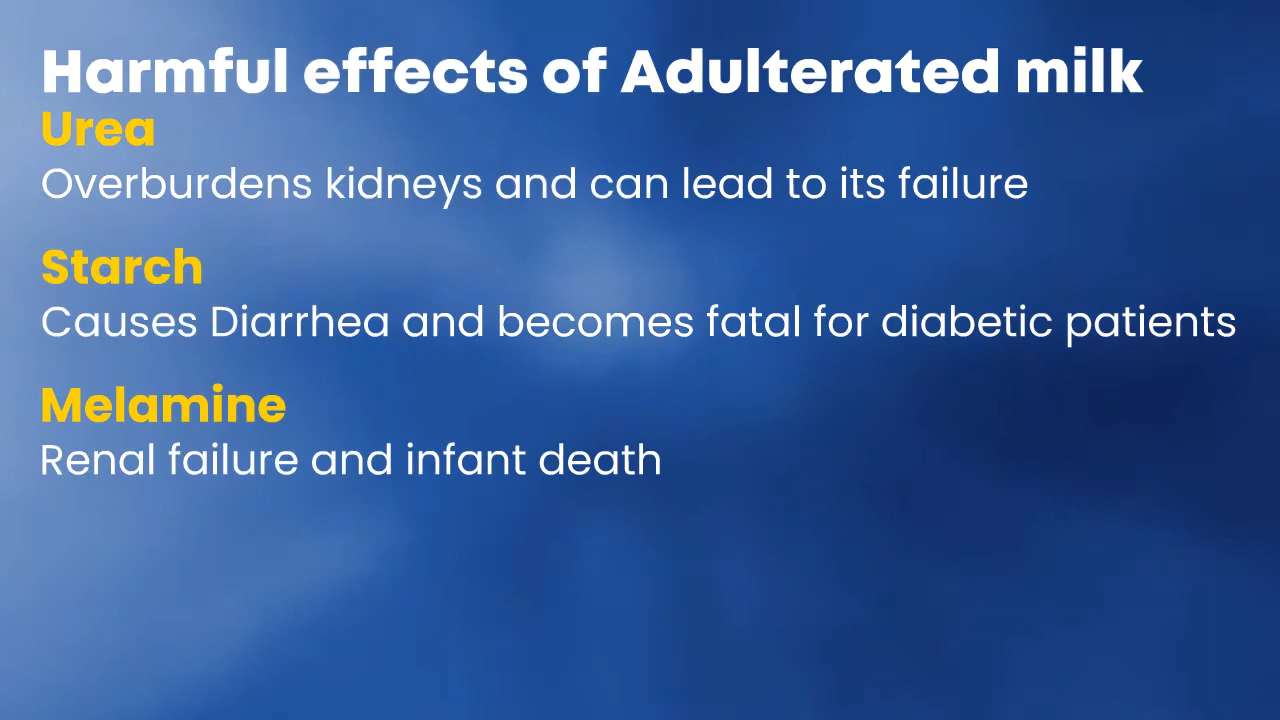 Harmful effects of Adulterated milk
Urea
Overburdens kidneys and can lead to its failure
Starch
Causes Diarrhea and becomes fatal for diabetic patients
Melamine
Renal failure and infant death